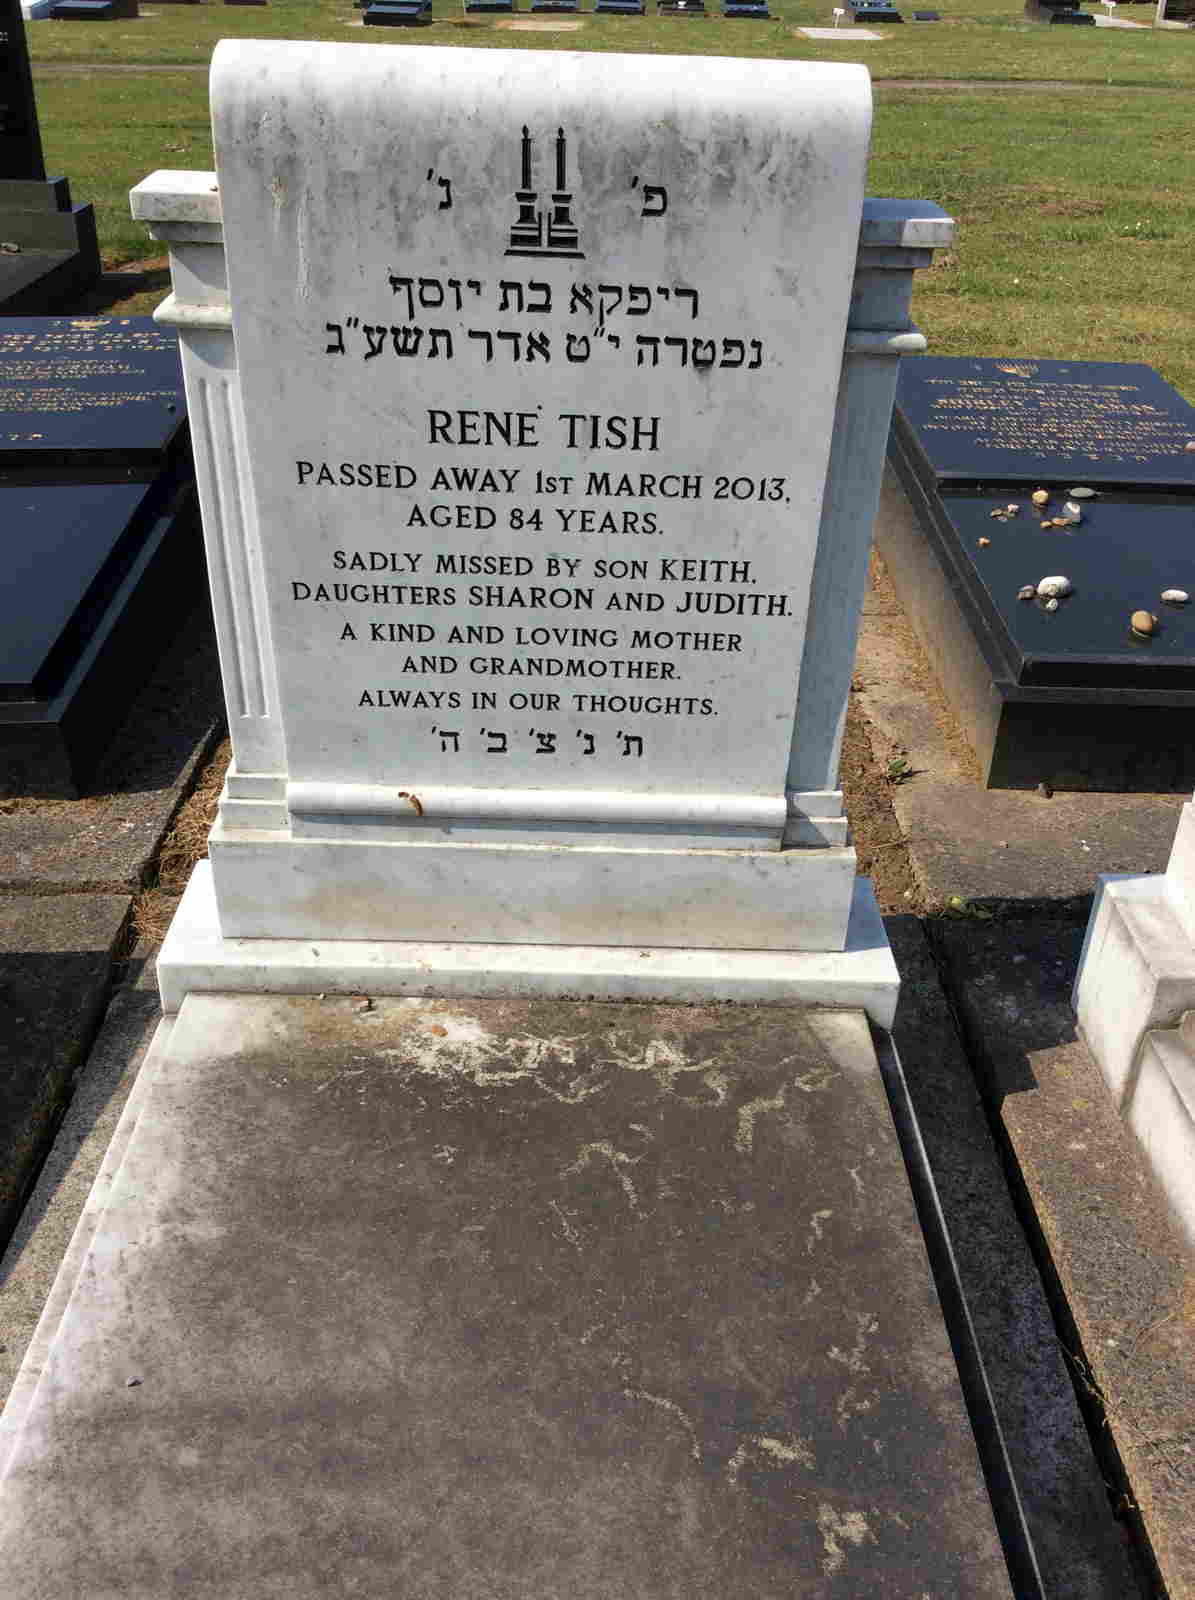 פ' נ'
ריפקא בת יוסף
נפטרה י"ט אדר תשע"ג
RENE TISH
PASSED AWAY 1ST MARCH 2013,
AGED 84 YEARS.
SADLY MISSED BY SON KEITH,
DAUGHTERS SHARON AND JUDITH.
A KIND AND LOVING MOTHER
AND GRANDMOTHER.
ALWAYS IN OUR THOUGHTS.
ת' נ' צ' ב' ה'